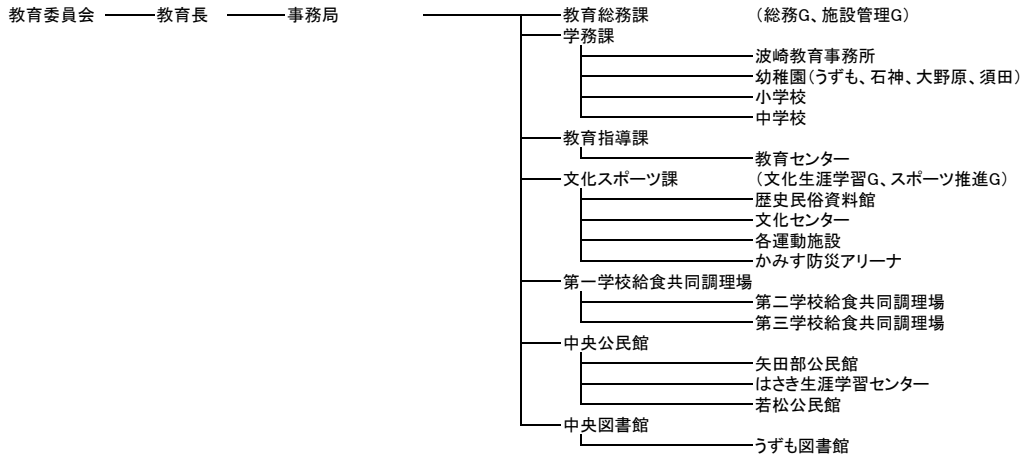 教育委員会 教育長 事務局 教育総務課 （総務G、施設管理G）
学務課
波崎教育事務所
幼稚園（うずも、石神、大野原、須田）
小学校
中学校
教育指導課
教育センター
文化スポーツ課 （文化生涯学習G、スポーツ推進G）
歴史民俗資料館
文化センター
各運動施設
かみす防災アリーナ
第一学校給食共同調理場
第二学校給食共同調理場
第三学校給食共同調理場
中央公民館
矢田部公民館
はさき生涯学習センター
若松公民館
中央図書館
うずも図書館